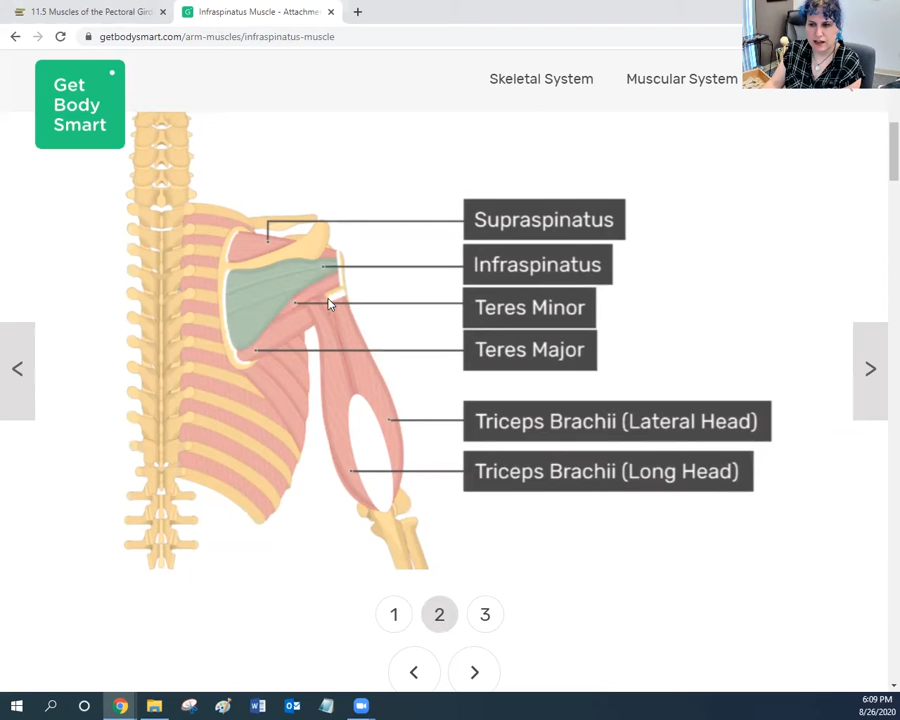 11.5 Muscles of the Pectoral Gird
Infraspinatus Muscle - Attachme
getbodysmart.com/arm-muscles/infraspinatus-muscle
Get
Body
Smart
Skeletal System
Muscular System
Supraspinatus
Infraspinatus
Teres Minor
Teres Major
Triceps Brachii (Lateral Head)
Triceps Brachii (Long Head)
1
2
3
6:09 PM
8/26/2020